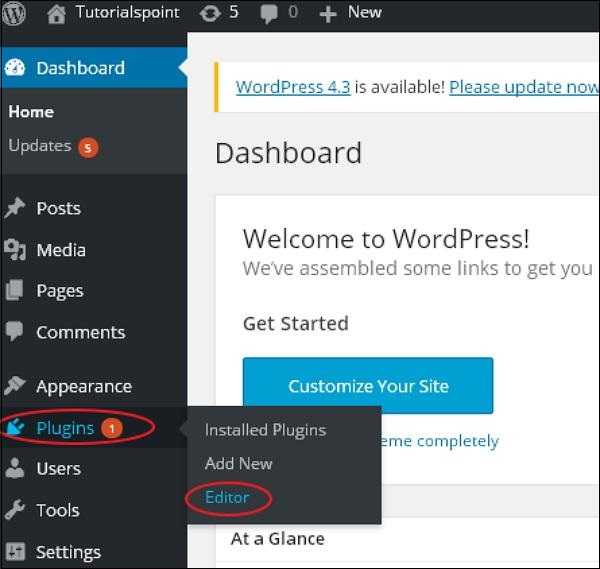 Tutorialspoint 5 0 New
Dashboard
Home
Updates 5
Posts
Media
Pages
Comments
Appearance
Plugins 1
Users
Tools
Settings
Installed Plugins
Add New
Editor
WordPress 4.3 is available! Please update now
Dashboard
Welcome to WordPress!
We've assembled some links to get you
Get Started
Customize Your Site
eme completely
At a Glance